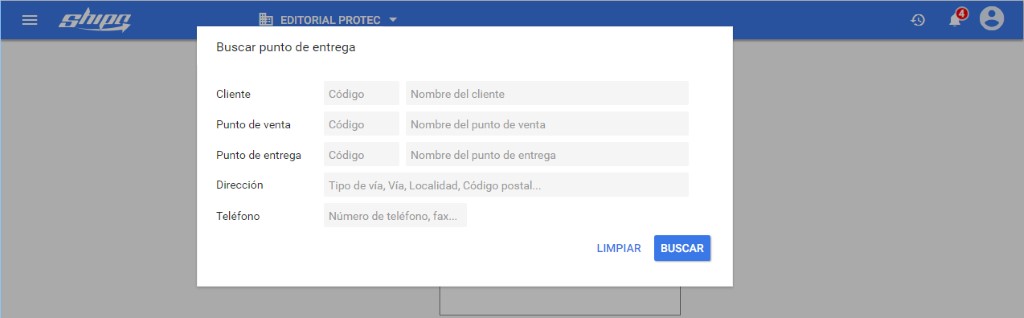 Shipa EDITORIAL PROTEC 4
Buscar punto de entrega
Cliente Código Nombre del cliente
Punto de venta Código Nombre del punto de venta
Punto de entrega Código Nombre del punto de entrega
Dirección Tipo de vía, Vía, Localidad, Código postal...
Teléfono Número de teléfono, fax...
LIMPIAR BUSCAR